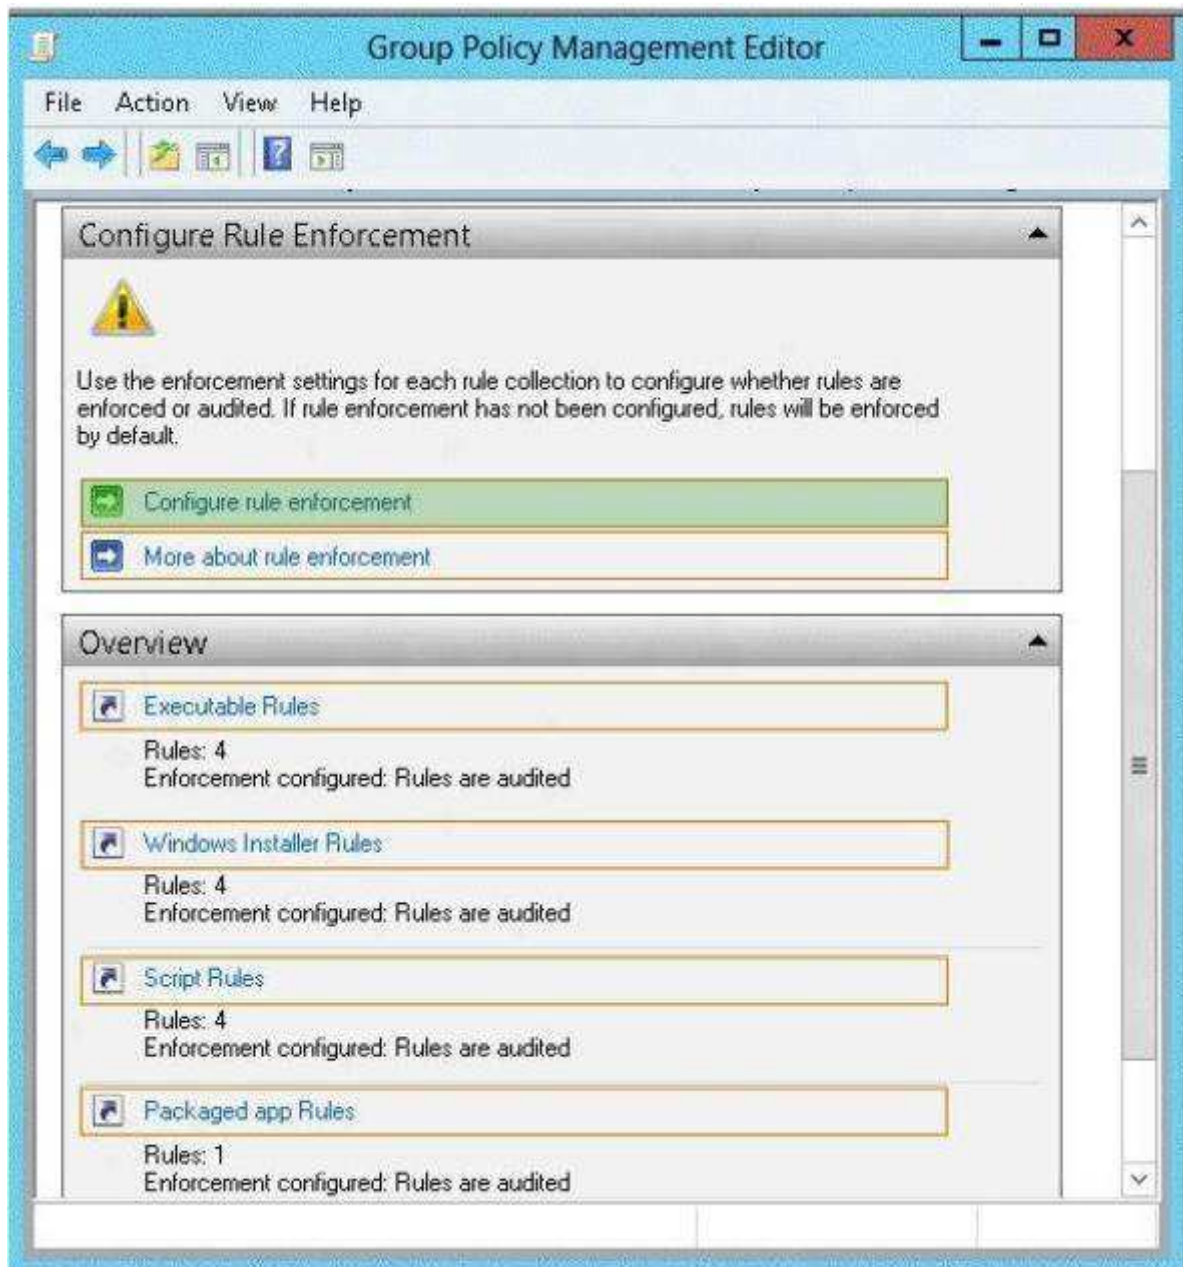 Group Policy Management Editor
File Action View Help
Configure Rule Enforcement
Use the enforcement settings for each rule collection to configure whether rules are
enforced or audited. If rule enforcement has not been configured, rules will be enforced
by default.
Configure rule enforcement
More about rule enforcement
Overview
Executable Rules
Rules: 4
Enforcement configured: Rules are audited
Windows Installer Rules
Rules: 4
Enforcement configured: Rules are audited
Script Rules
Rules: 4
Enforcement configured: Rules are audited
Packaged app Rules
Rules: 1
Enforcement configured: Rules are audited